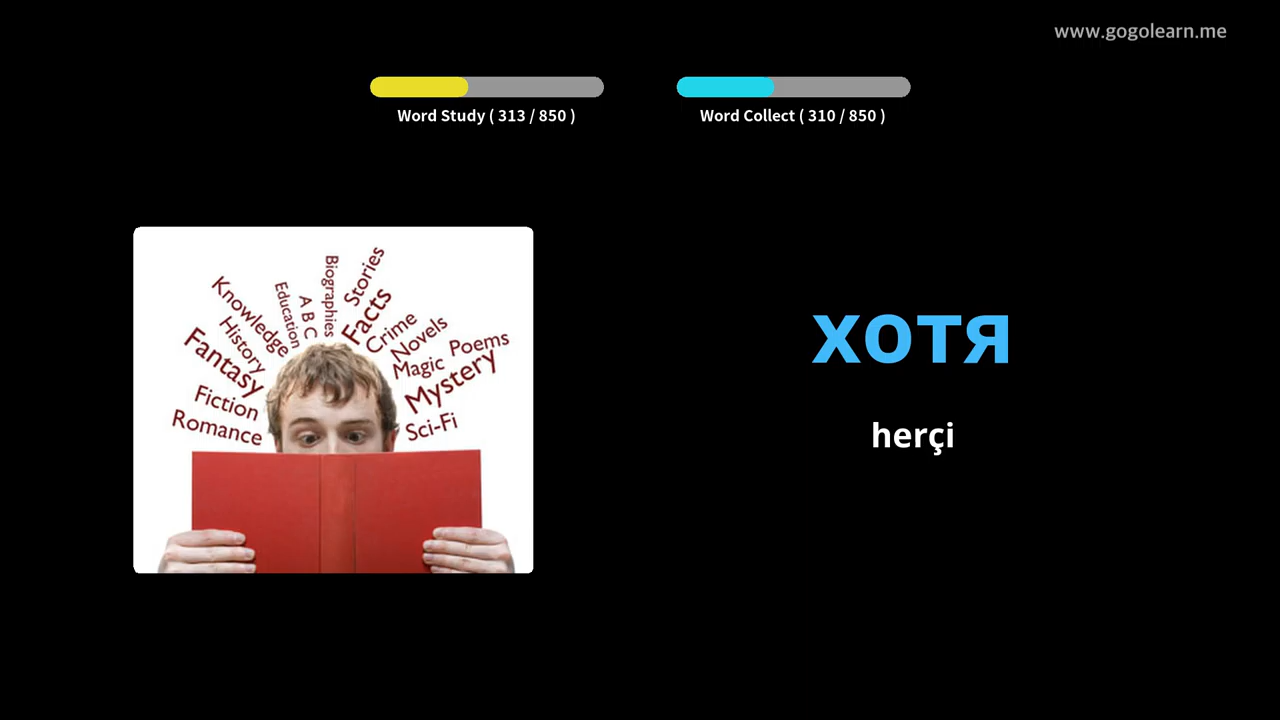 www.gogolearn.me
Word Study ( 313 / 850 )
Word Collect ( 310 / 850 )
Knowledge
History
Fantasy
Fiction
Romance
Education
A B C
Biographies
Stories
Facts
Crime
Novels
Magic
Poems
Mystery
Sci-Fi
хотя
herçi